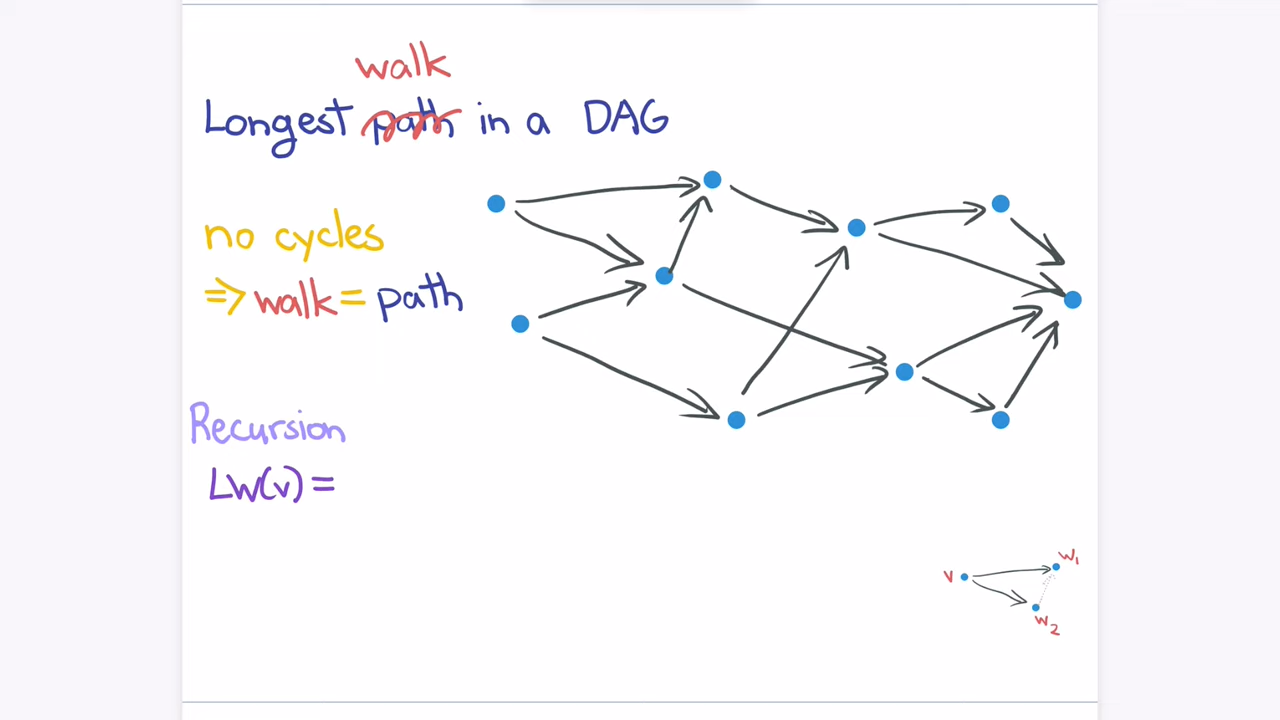 walk
Longest path in a DAG
no cycles
⇒ walk = path
Recursion
LW(v) =
v
w₁
w₂